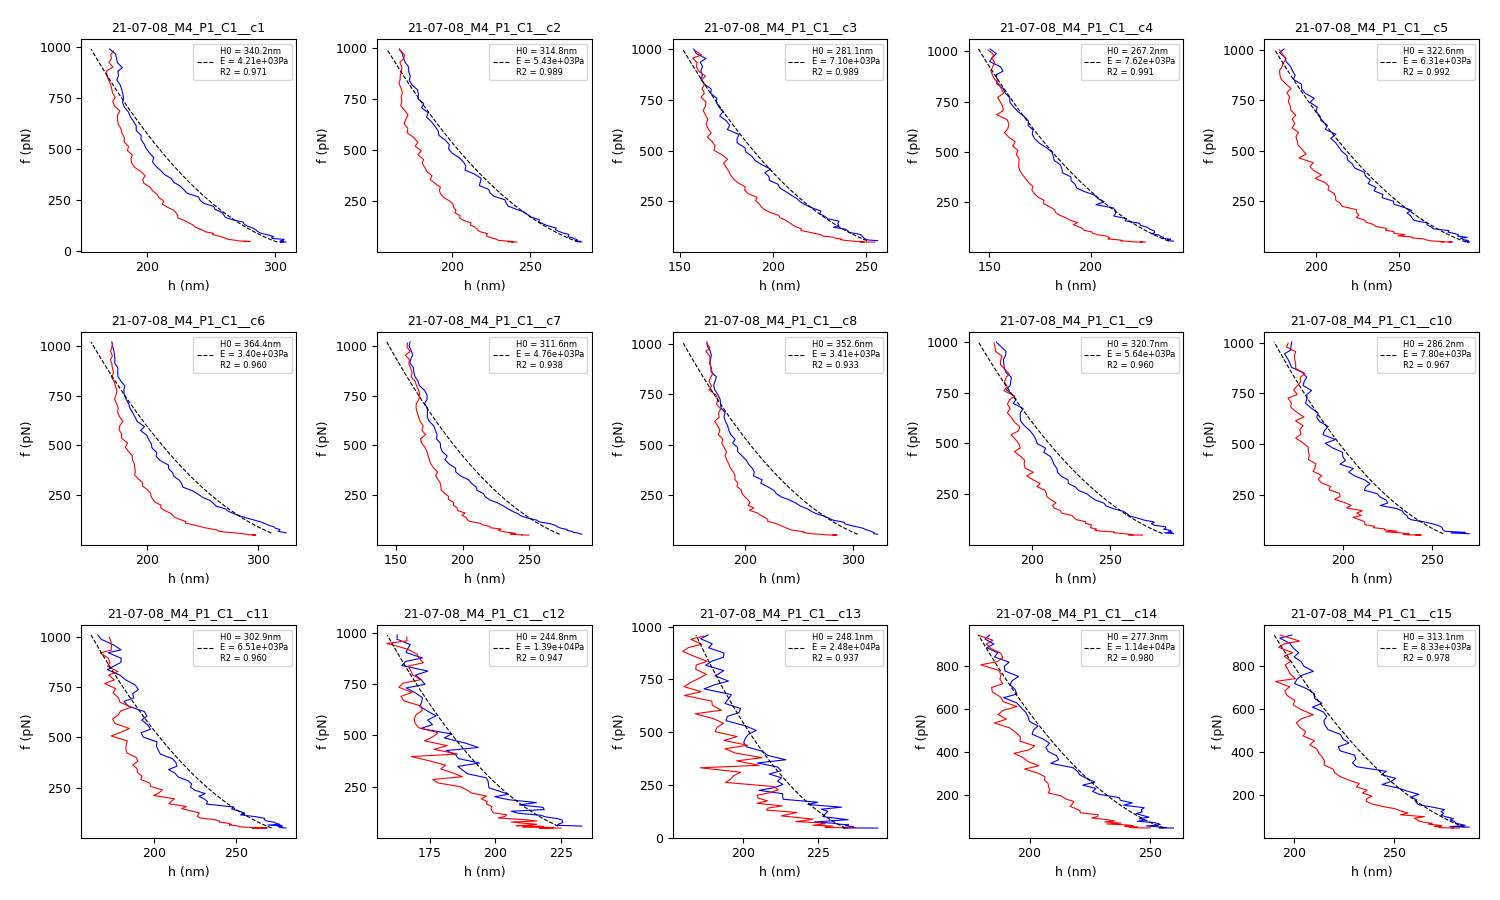 21-07-08_M4_P1_C1__c1
21-07-08_M4_P1_C1__c2
21-07-08_M4_P1_C1__c3
21-07-08_M4_P1_C1__c4
21-07-08_M4_P1_C1__c5
H0 = 340.2nm
E = 4.21e+03Pa
R2 = 0.971
H0 = 314.8nm
E = 5.43e+03Pa
R2 = 0.989
H0 = 281.1nm
E = 7.10e+03Pa
R2 = 0.989
H0 = 267.2nm
E = 7.62e+03Pa
R2 = 0.991
H0 = 322.6nm
E = 6.31e+03Pa
R2 = 0.992
f (pN)
1000
750
500
250
0
200 300
h (nm)
f (pN)
1000
750
500
250
200 250
h (nm)
f (pN)
1000
750
500
250
150 200 250
h (nm)
f (pN)
1000
750
500
250
150 200
h (nm)
f (pN)
1000
750
500
250
200 250
h (nm)
21-07-08_M4_P1_C1__c6
21-07-08_M4_P1_C1__c7
21-07-08_M4_P1_C1__c8
21-07-08_M4_P1_C1__c9
21-07-08_M4_P1_C1__c10
H0 = 364.4nm
E = 3.40e+03Pa
R2 = 0.960
H0 = 311.6nm
E = 4.76e+03Pa
R2 = 0.938
H0 = 352.6nm
E = 3.41e+03Pa
R2 = 0.933
H0 = 320.7nm
E = 5.64e+03Pa
R2 = 0.960
H0 = 286.2nm
E = 7.80e+03Pa
R2 = 0.967
f (pN)
1000
750
500
250
200 300
h (nm)
f (pN)
1000
750
500
250
150 200 250
h (nm)
f (pN)
1000
750
500
250
200 300
h (nm)
f (pN)
1000
750
500
250
200 250
h (nm)
f (pN)
1000
750
500
250
200 250
h (nm)
21-07-08_M4_P1_C1__c11
21-07-08_M4_P1_C1__c12
21-07-08_M4_P1_C1__c13
21-07-08_M4_P1_C1__c14
21-07-08_M4_P1_C1__c15
H0 = 302.9nm
E = 6.51e+03Pa
R2 = 0.960
H0 = 244.8nm
E = 1.39e+04Pa
R2 = 0.947
H0 = 248.1nm
E = 2.48e+04Pa
R2 = 0.937
H0 = 277.3nm
E = 1.14e+04Pa
R2 = 0.980
H0 = 313.1nm
E = 8.33e+03Pa
R2 = 0.978
f (pN)
1000
750
500
250
200 250
h (nm)
f (pN)
1000
750
500
250
175 200 225
h (nm)
f (pN)
1000
750
500
250
0
200 225
h (nm)
f (pN)
800
600
400
200
200 250
h (nm)
f (pN)
800
600
400
200
200 250
h (nm)